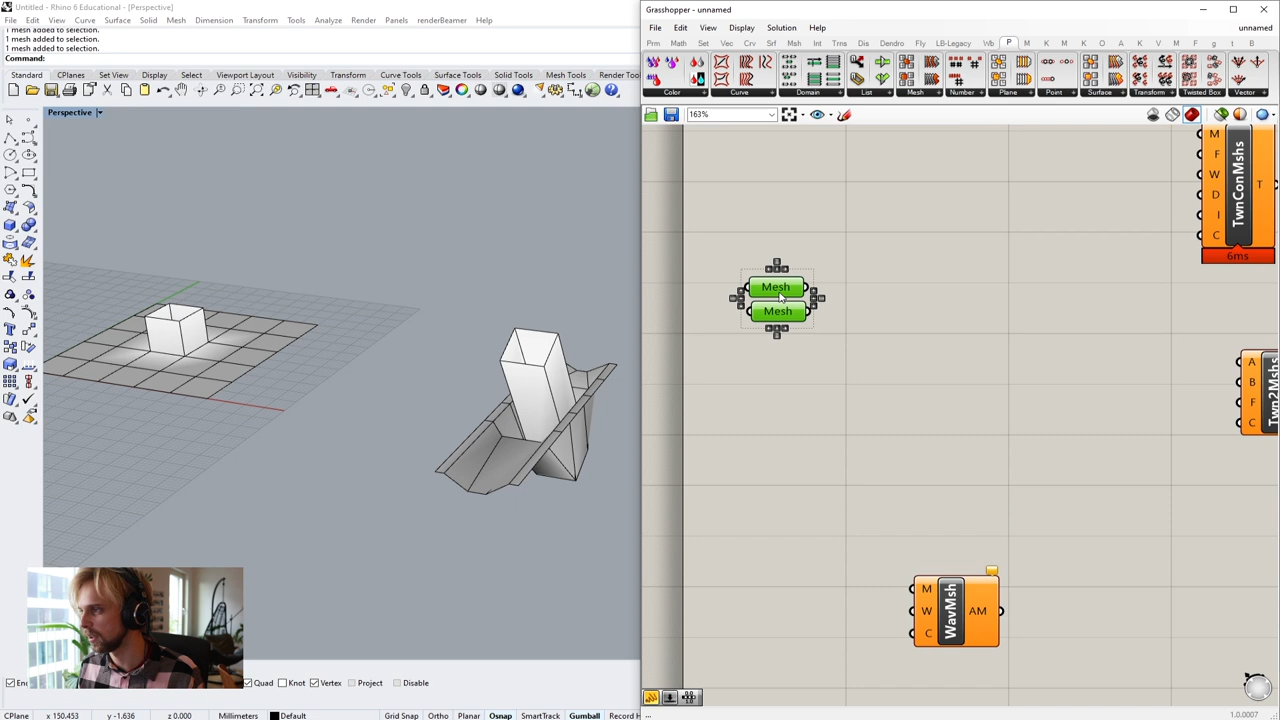 Untitled - Rhino 6 Educational - [Perspective]
File Edit View Curve Surface Solid Mesh Dimension Transform Tools Analyze Render Panels renderBeamer Help
1 mesh added to selection.
1 mesh added to selection.
1 mesh added to selection.
Command:
Standard CPlanes Set View Display Select Viewport Layout Visibility Transform Curve Tools Surface Tools Solid Tools Mesh Tools Render Too
Perspective
Quad Knot Vertex Project Disable
CPlane x 150.453 y -1.636 z 0.000 Millimeters Default Grid Snap Ortho Planar Osnap SmartTrack Gumball Record H
Grasshopper - unnamed
File Edit View Display Solution Help
unnamed
Prm Math Set Vec Crv Srf Msh Int Trns Dis Dendro Fly LB-Legacy Wb P M K M K O A K V M F g t B
Color Curve Domain List Mesh Number Plane Point Surface Transform Twisted Box Vector
163%
M
F
W
D
I
C
TwnConMshs
T
6ms
Mesh
Mesh
A
B
F
C
Twn2Mshs
M
W
C
WavMsh
AM
...
1.0.0007